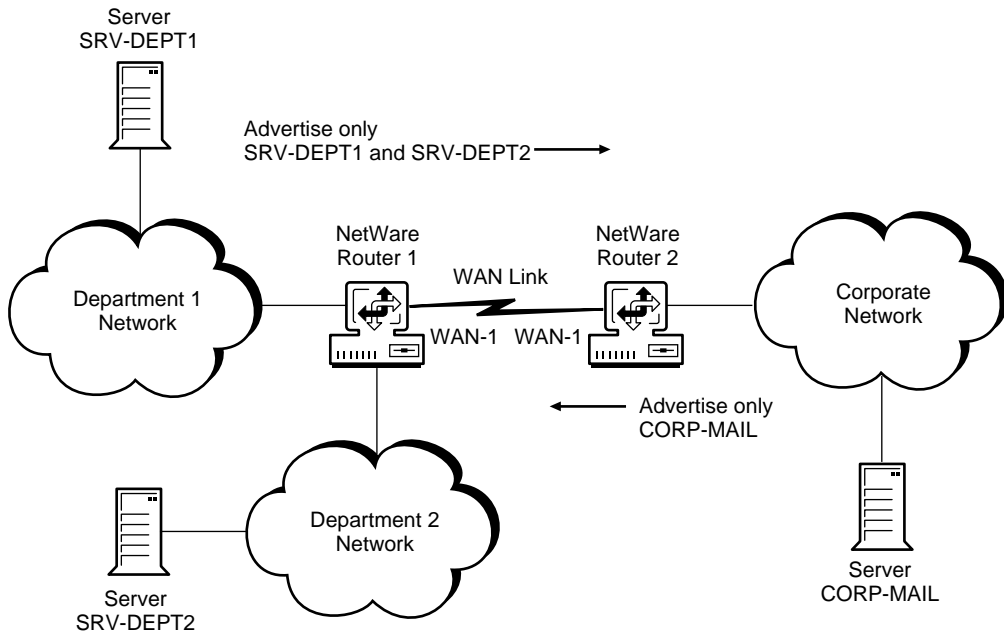 Server
SRV-DEPT1
Advertise only
SRV-DEPT1 and SRV-DEPT2
NetWare
Router 1
NetWare
Router 2
WAN Link
Department 1
Network
Corporate
Network
WAN-1
WAN-1
Advertise only
CORP-MAIL
Department 2
Network
Server
SRV-DEPT2
Server
CORP-MAIL